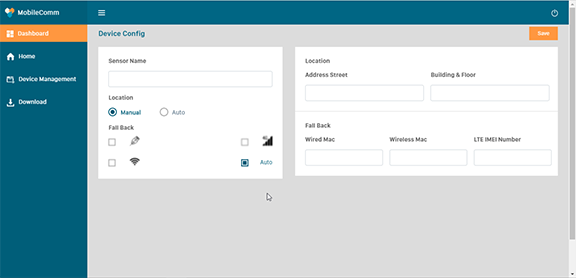 MobileComm
Dashboard
Home
Device Management
Download
Device Config
Save
Sensor Name
Location
Manual
Auto
Fall Back
Auto
Location
Address Street
Building & Floor
Fall Back
Wired Mac
Wireless Mac
LTE IMEI Number